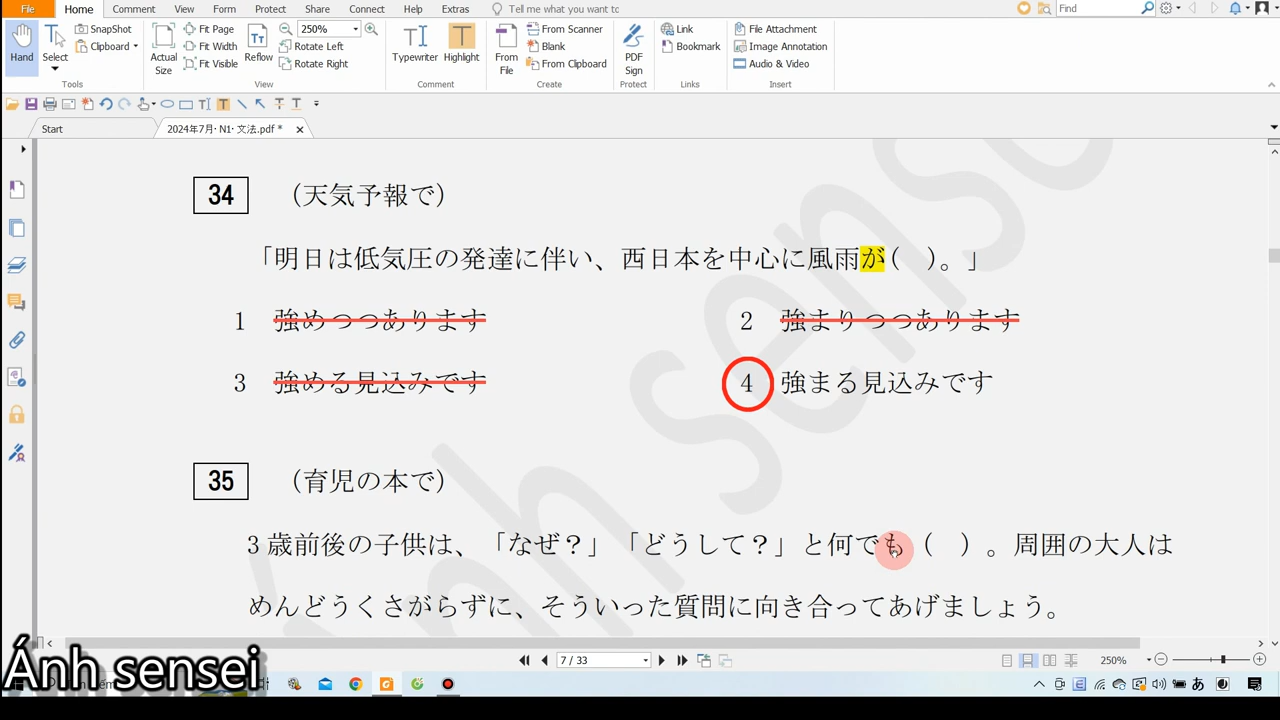 File Home Comment View Form Protect Share Connect Help Extras Tell me what you want to Find
SnapShot Fit Page 250% From Scanner Link File Attachment
Clipboard Fit Width Rotate Left Blank Bookmark Image Annotation
Hand Select Actual Size Fit Visible Reflow Rotate Right Typewriter Highlight From File From Clipboard PDF Sign Audio & Video
Tools View Comment Create Protect Links Insert
Start 2024年7月・N1・文法.pdf *
34 （天気予報で）
「明日は低気圧の発達に伴い、西日本を中心に風雨が（ ）。」
1 強めつつあります 2 強まりつつあります
3 強める見込みです 4 強まる見込みです
35 （育児の本で）
3歳前後の子供は、「なぜ？」「どうして？」と何でも（ ）。周囲の大人は
めんどうくさがらずに、そういった質問に向き合ってあげましょう。
Ánh sensei
7 / 33 250%
あ